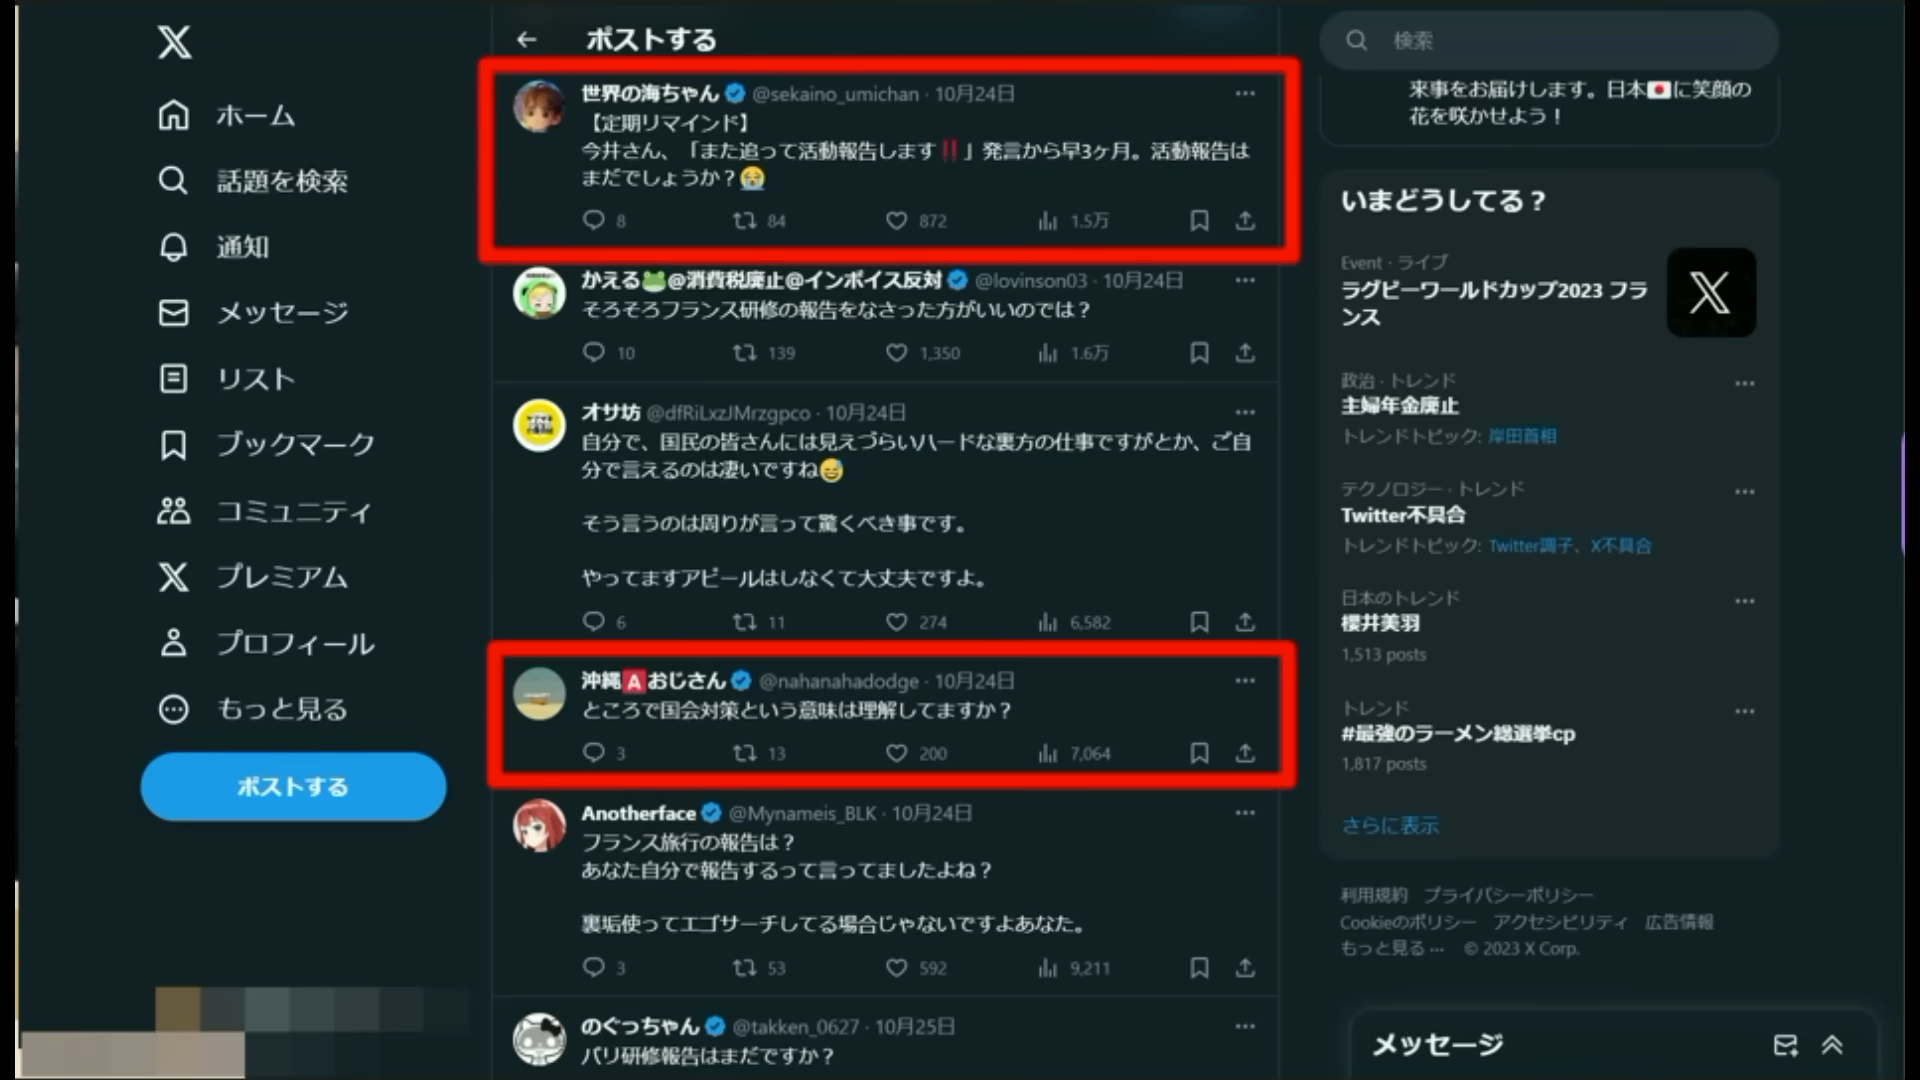 ホーム
話題を検索
通知
メッセージ
リスト
ブックマーク
コミュニティ
プレミアム
プロフィール
もっと見る
ポストする
ポストする
世界の海ちゃん @sekaino_umichan · 10月24日
【定期リマインド】
今井さん、「また追って活動報告します‼️」発言から早3ヶ月。活動報告は
まだでしょうか？😭
8 84 872 1.5万
かえる🐸@消費税廃止@インボイス反対 @lovinson03 · 10月24日
そろそろフランス研修の報告をなさった方がいいのでは？
10 139 1,350 1.6万
オサ坊 @dfRiLxzJMrzgpco · 10月24日
自分で、国民の皆さんには見えづらいハードな裏方の仕事ですがとか、ご自
分で言えるのは凄いですね😅
そう言うのは周りが言って驚くべき事です。
やってますアピールはしなくて大丈夫ですよ。
6 11 274 6,582
沖縄🅰️おじさん @nahanahadodge · 10月24日
ところで国会対策という意味は理解してますか？
3 13 200 7,064
Anotherface @Mynameis_BLK · 10月24日
フランス旅行の報告は？
あなた自分で報告するって言ってましたよね？
裏垢使ってエゴサーチしてる場合じゃないですよあなた。
3 53 592 9,211
のぐっちゃん @takken_0627 · 10月25日
パリ研修報告はまだですか？
検索
来事をお届けします。日本🇯🇵に笑顔の
花を咲かせよう！
いまどうしてる？
Event · ライブ
ラグビーワールドカップ2023 フラ
ンス
政治 · トレンド
主婦年金廃止
トレンドトピック: 岸田首相
テクノロジー · トレンド
Twitter不具合
トレンドトピック: Twitter調子、X不具合
日本のトレンド
櫻井美羽
1,513 posts
トレンド
#最強のラーメン総選挙cp
1,817 posts
さらに表示
利用規約 プライバシーポリシー
Cookieのポリシー アクセシビリティ 広告情報
もっと見る ··· © 2023 X Corp.
メッセージ